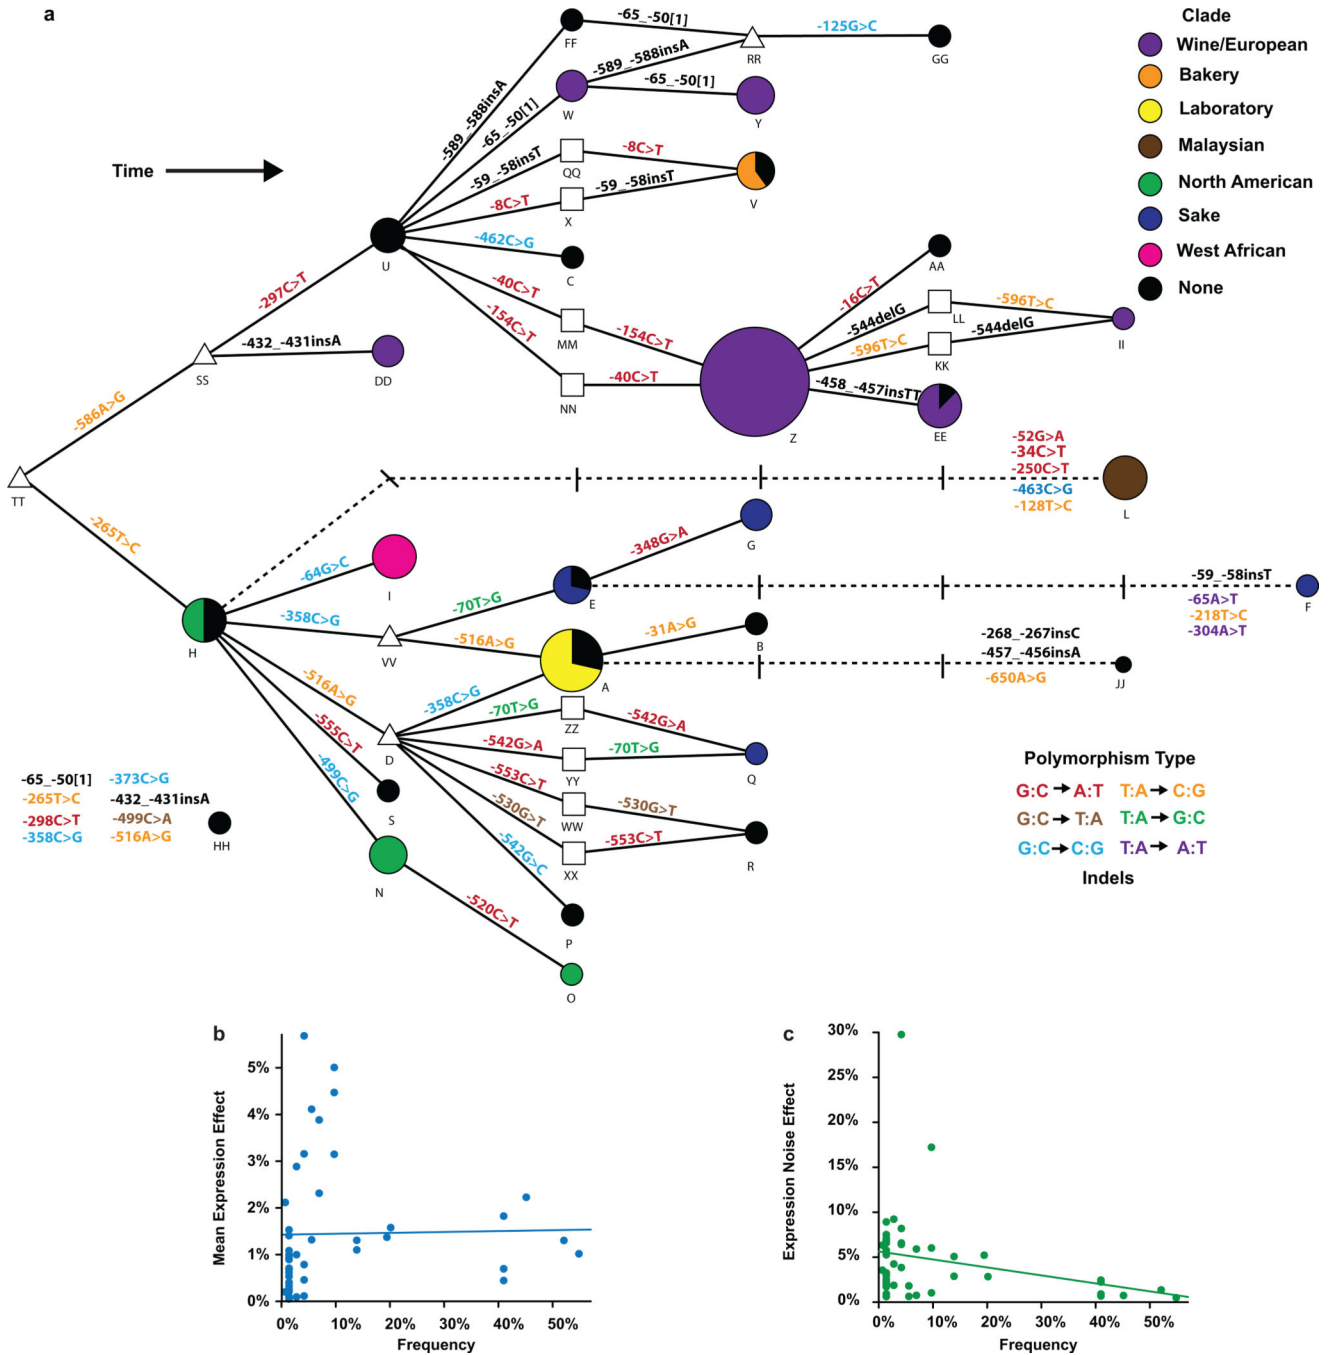 a
Time
Clade
Wine/European
Bakery
Laboratory
Malaysian
North American
Sake
West African
None
-65_-50[1]
-125G>C
FF
RR
GG
-589_-588insA
-589_-588insA
-65_-50[1]
-65_-50[1]
W
Y
-59_-58insT
-8C>T
QQ
-59_-58insT
-8C>T
X
V
-462C>G
U
C
AA
-297C>T
-40C>T
-16C>T
-544delG
-596T>C
LL
-154C>T
MM
-154C>T
-432_-431insA
-596T>C
-544delG
II
KK
SS
DD
-40C>T
NN
-458_-457insTT
Z
EE
-586A>G
TT
-52G>A
-34C>T
-250C>T
-463C>G
-128T>C
L
-265T>C
-64G>C
I
-348G>A
G
-70T>G
E
-59_-58insT
-65A>T
-218T>C
-304A>T
F
-358C>G
VV
H
-516A>G
A
-31A>G
B
-268_-267insC
-457_-456insA
-650A>G
JJ
-516A>G
-358C>G
-70T>G
ZZ
-542G>A
D
-542G>A
YY
-70T>G
Q
-555C>T
S
-553C>T
WW
-530G>T
-530G>T
XX
-553C>T
R
-499C>G
N
-542G>C
P
-520C>T
O
-65_-50[1] -373C>G
-265T>C -432_-431insA
-298C>T -499C>A
-358C>G -516A>G
HH
Polymorphism Type
G:C A:T T:A C:G
G:C T:A T:A G:C
G:C C:G T:A A:T
Indels
b
Mean Expression Effect
5%
4%
3%
2%
1%
0%
0% 10% 20% 30% 40% 50%
Frequency
c
Expression Noise Effect
30%
25%
20%
15%
10%
5%
0%
0% 10% 20% 30% 40% 50%
Frequency